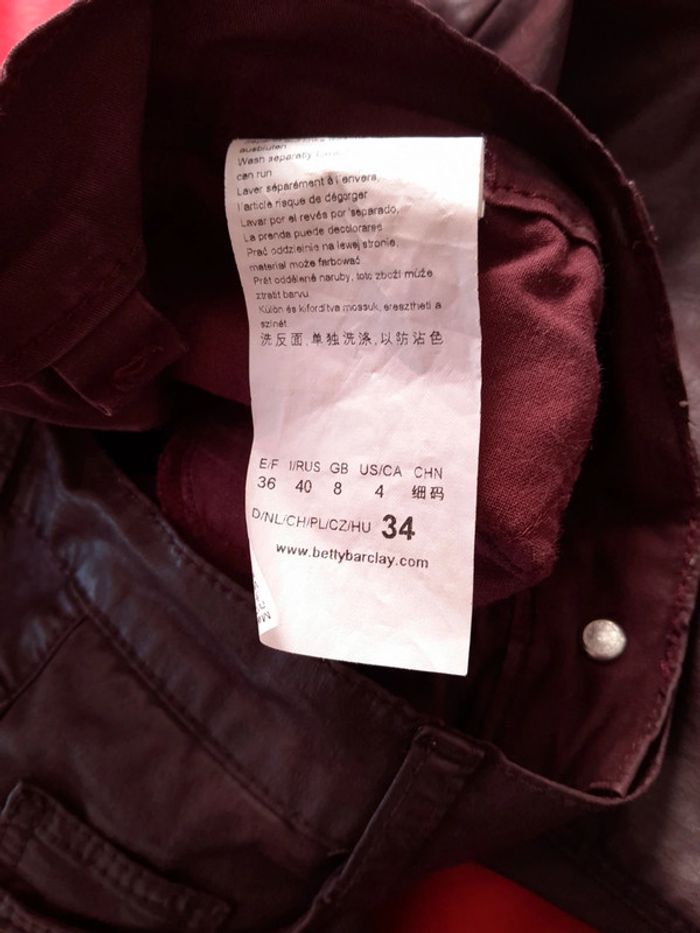 ausbluten
Wash separatly
can run
Laver séparément à l'envers,
l'article risque de dégorger
Lavar por el revés por separado,
La prenda puede decolorarse
Prać oddzielnie na lewej stronie,
materiał może farbować
Prát odděleně naruby, toto zboží může
ztratit barvu
Külön és kifordítva mossuk, eresztheti a
színét
洗反面,单独洗涤,以防沾色
E/F I/RUS GB US/CA CHN
36 40 8 4 细码
D/NL/CH/PL/CZ/HU 34
www.bettybarclay.com